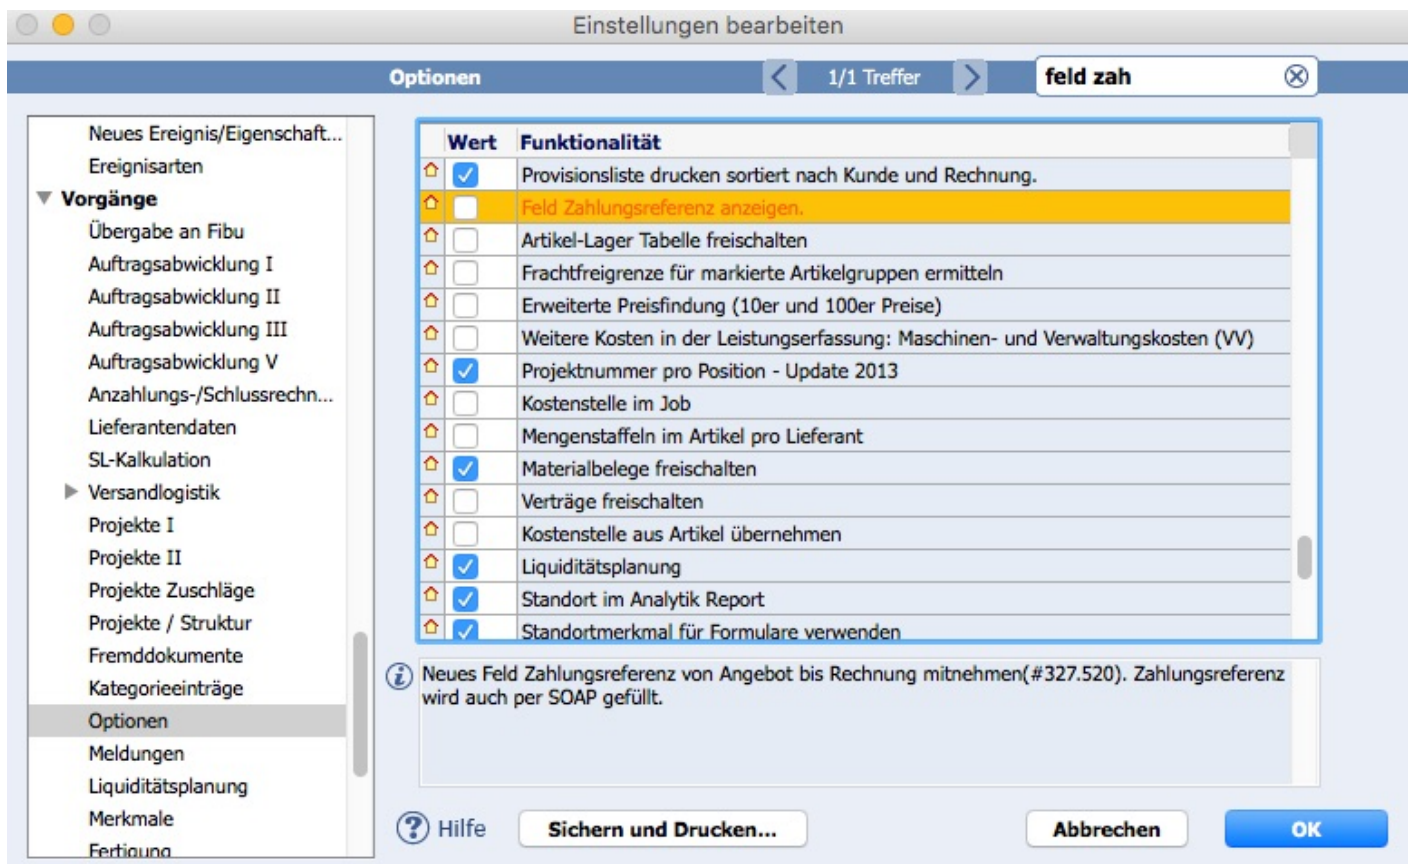 Einstellungen bearbeiten
Optionen
1/1 Treffer
feld zah
Neues Ereignis/Eigenschaft...
Ereignisarten
Vorgänge
Übergabe an Fibu
Auftragsabwicklung I
Auftragsabwicklung II
Auftragsabwicklung III
Auftragsabwicklung V
Anzahlungs-/Schlussrechn...
Lieferantendaten
SL-Kalkulation
Versandlogistik
Projekte I
Projekte II
Projekte Zuschläge
Projekte / Struktur
Fremddokumente
Kategorieeinträge
Optionen
Meldungen
Liquiditätsplanung
Merkmale
Fertigung
Wert Funktionalität
Provisionsliste drucken sortiert nach Kunde und Rechnung.
Feld Zahlungsreferenz anzeigen.
Artikel-Lager Tabelle freischalten
Frachtfreigrenze für markierte Artikelgruppen ermitteln
Erweiterte Preisfindung (10er und 100er Preise)
Weitere Kosten in der Leistungserfassung: Maschinen- und Verwaltungskosten (VV)
Projektnummer pro Position - Update 2013
Kostenstelle im Job
Mengenstaffeln im Artikel pro Lieferant
Materialbelege freischalten
Verträge freischalten
Kostenstelle aus Artikel übernehmen
Liquiditätsplanung
Standort im Analytik Report
Standortmerkmal für Formulare verwenden
Neues Feld Zahlungsreferenz von Angebot bis Rechnung mitnehmen(#327.520). Zahlungsreferenz
wird auch per SOAP gefüllt.
Hilfe
Sichern und Drucken...
Abbrechen
OK